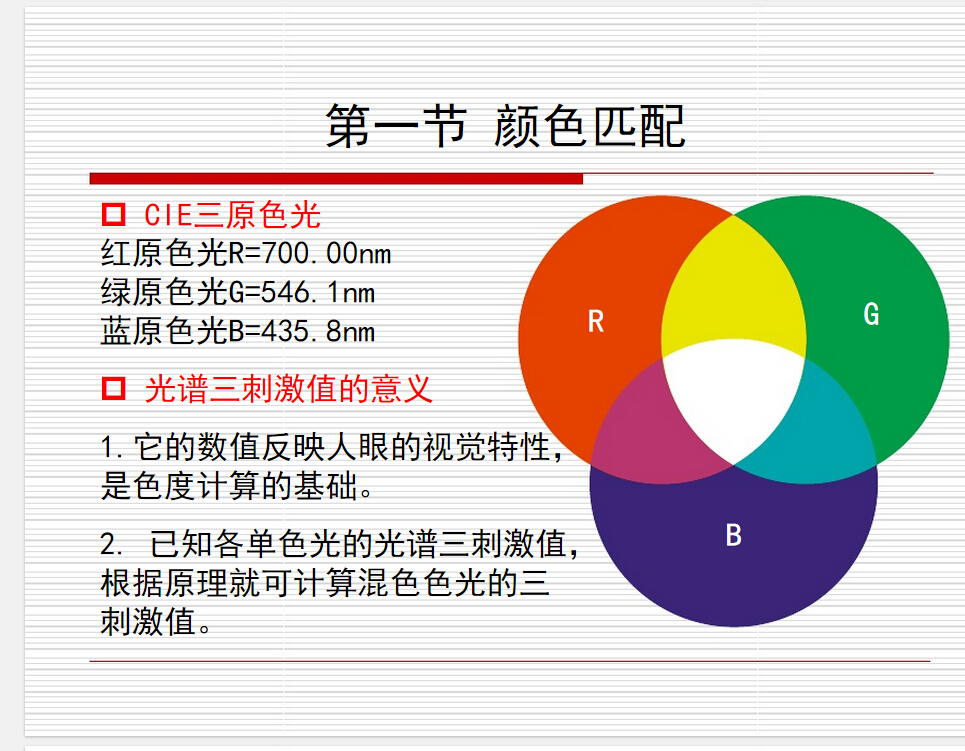 第一节 颜色匹配
CIE三原色光
红原色光R=700.00nm
绿原色光G=546.1nm
蓝原色光B=435.8nm
光谱三刺激值的意义
1.它的数值反映人眼的视觉特性，
是色度计算的基础。
2. 已知各单色光的光谱三刺激值，
根据原理就可计算混色色光的三
刺激值。
R
G
B